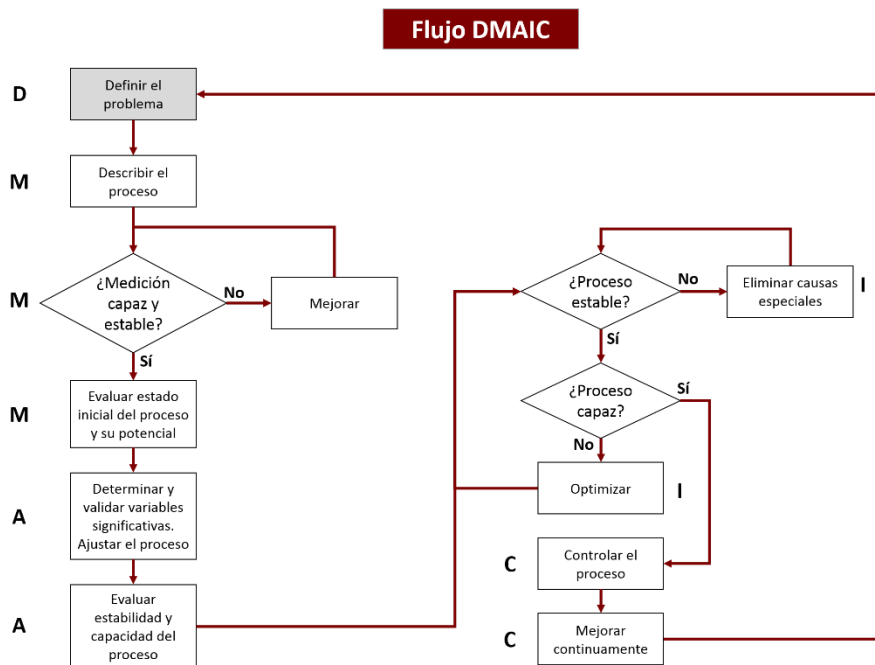 Flujo DMAIC
D
Definir el
problema
M
Describir el
proceso
M
¿Medición
capaz y
estable?
No
Mejorar
Sí
M
Evaluar estado
inicial del proceso
y su potencial
A
Determinar y
validar variables
significativas.
Ajustar el proceso
A
Evaluar
estabilidad y
capacidad del
proceso
¿Proceso
estable?
No
Eliminar causas
especiales
I
Sí
¿Proceso
capaz?
Sí
No
Optimizar
I
C
Controlar el
proceso
C
Mejorar
continuamente